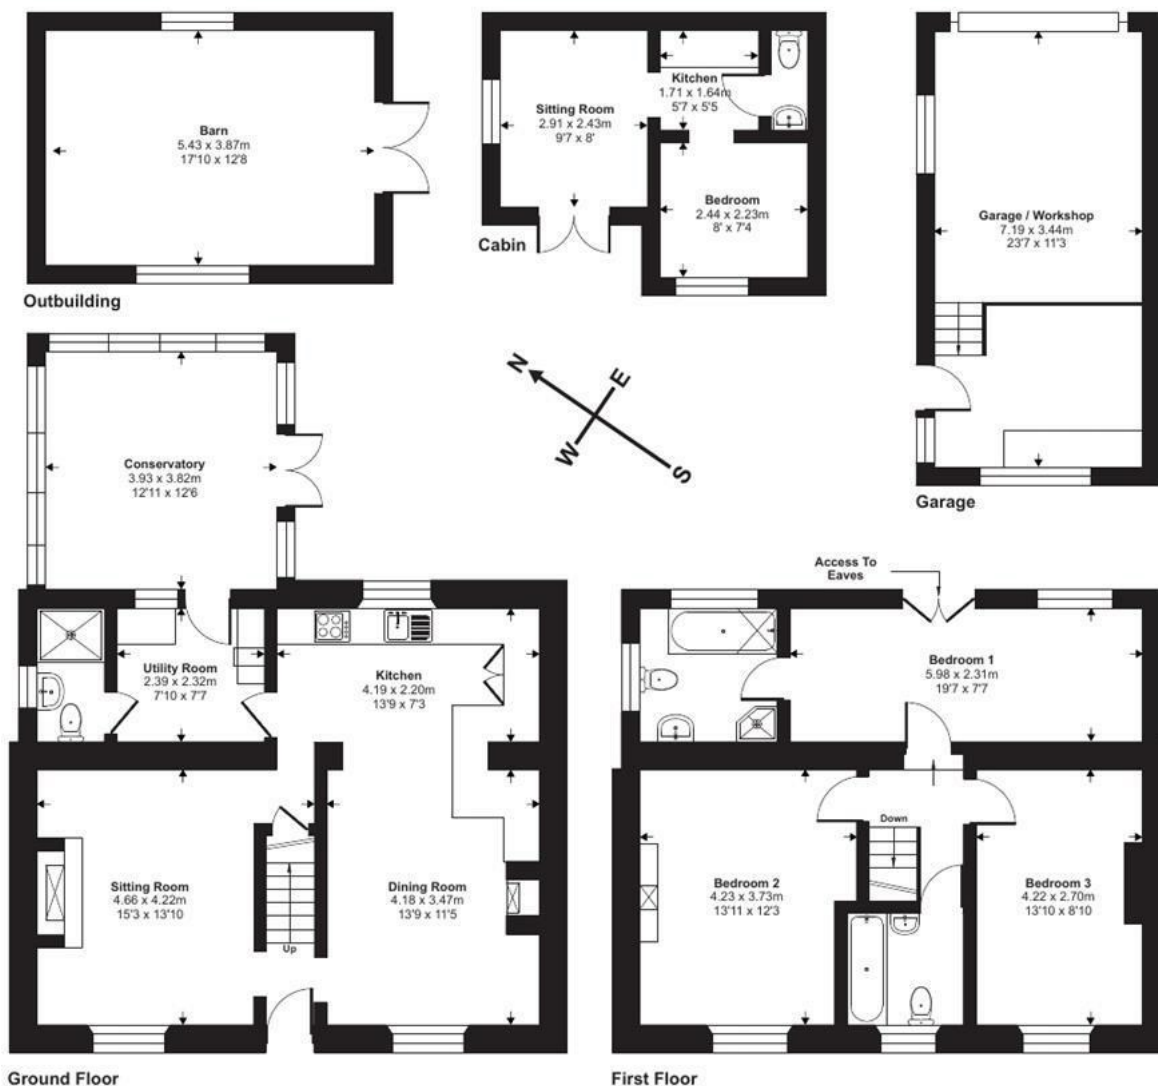 Barn
5.43 x 3.87m
17'10 x 12'8
Outbuilding
Sitting Room
2.91 x 2.43m
9'7 x 8'
Kitchen
1.71 x 1.64m
5'7 x 5'5
Bedroom
2.44 x 2.23m
8' x 7'4
Cabin
Garage / Workshop
7.19 x 3.44m
23'7 x 11'3
Garage
N
E
W
S
Conservatory
3.93 x 3.82m
12'11 x 12'6
Utility Room
2.39 x 2.32m
7'10 x 7'7
Kitchen
4.19 x 2.20m
13'9 x 7'3
Sitting Room
4.66 x 4.22m
15'3 x 13'10
Up
Dining Room
4.18 x 3.47m
13'9 x 11'5
Ground Floor
Access To
Eaves
Bedroom 1
5.98 x 2.31m
19'7 x 7'7
Down
Bedroom 2
4.23 x 3.73m
13'11 x 12'3
Bedroom 3
4.22 x 2.70m
13'10 x 8'10
First Floor